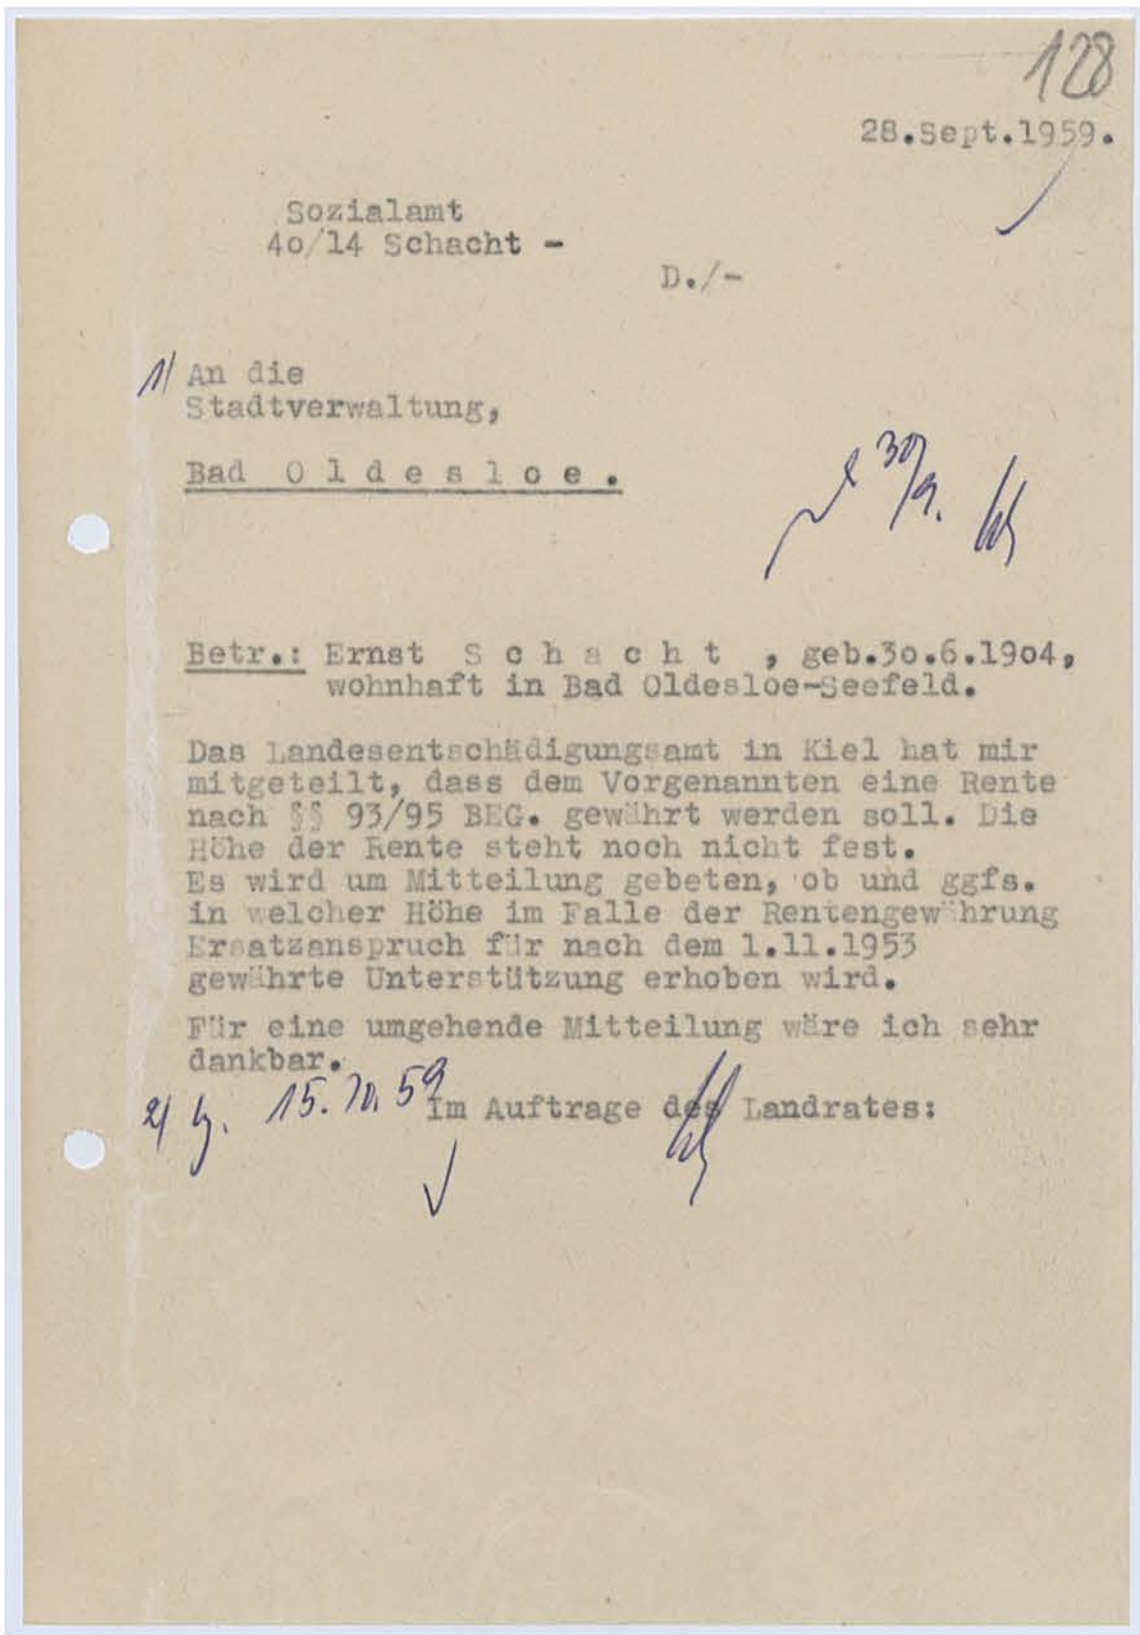 128
28.Sept.1959.
Sozialamt
4o/14 Schacht -
D./-
1/ An die
Stadtverwaltung,
Bad O l d e s l o e .
30/9.
Betr.: Ernst S c h a c h t , geb.3o.6.19o4,
wohnhaft in Bad Oldesloe-Seefeld.
Das Landesentschädigungsamt in Kiel hat mir
mitgeteilt, dass dem Vorgenannten eine Rente
nach §§ 93/95 BEG. gewährt werden soll. Die
Höhe der Rente steht noch nicht fest.
Es wird um Mitteilung gebeten, ob und ggfs.
in welcher Höhe im Falle der Rentengewährung
Ersatzanspruch für nach dem 1.11.1953
gewährte Unterstützung erhoben wird.
Für eine umgehende Mitteilung wäre ich sehr
dankbar.
2/ 15.10.59
Im Auftrage des Landrates: